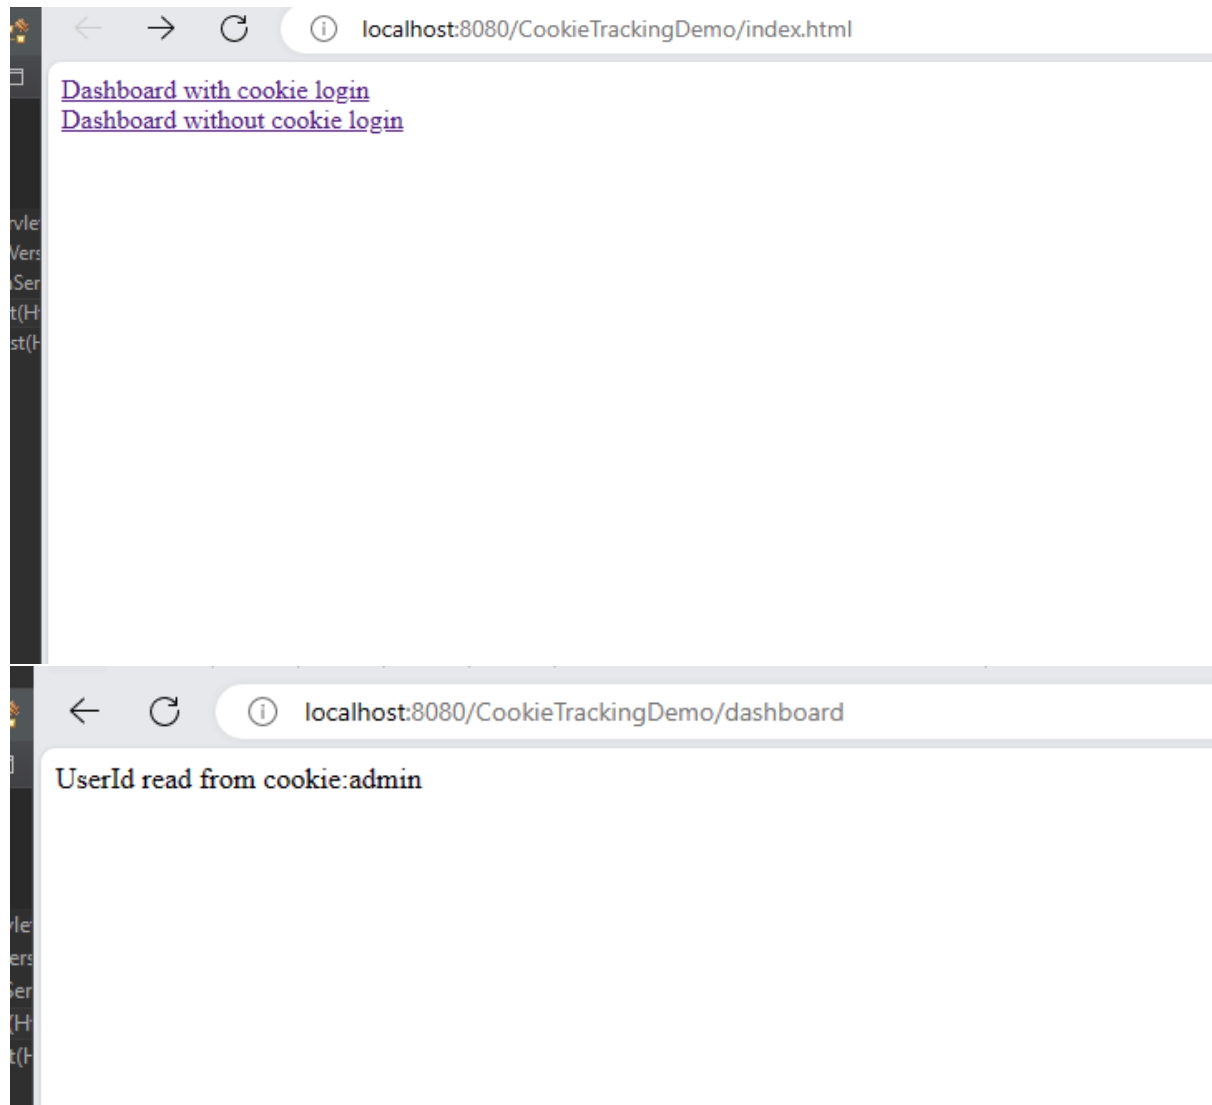 localhost:8080/CookieTrackingDemo/index.html
Dashboard with cookie login
Dashboard without cookie login
localhost:8080/CookieTrackingDemo/dashboard
UserId read from cookie:admin